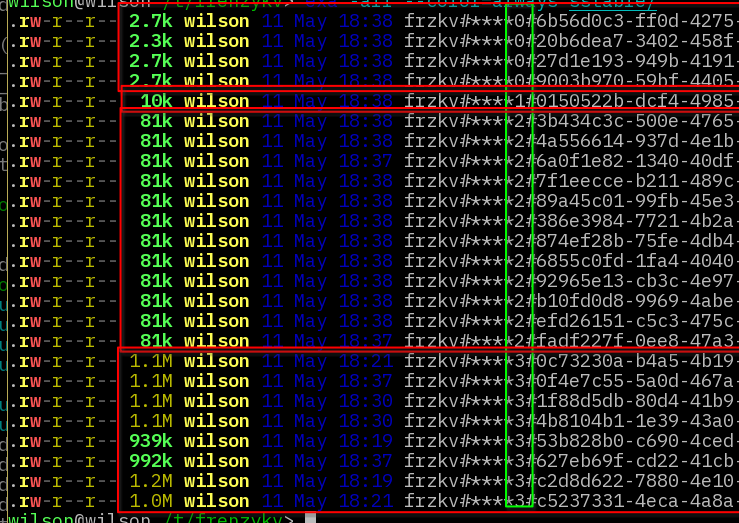 wilson@wilson /t/frenzykv> exa -all --color=always sstable/
.rw-r--r-- 2.7k wilson 11 May 18:38 frzkv#****0#6b56d0c3-ff0d-4275-
.rw-r--r-- 2.3k wilson 11 May 18:38 frzkv#****0#20b6dea7-3402-458f-
.rw-r--r-- 2.7k wilson 11 May 18:38 frzkv#****0#27d1e193-949b-4191-
.rw-r--r-- 2.7k wilson 11 May 18:38 frzkv#****0#9003b970-59bf-4405-
.rw-r--r-- 10k wilson 11 May 18:38 frzkv#****1#0150522b-dcf4-4985-
.rw-r--r-- 81k wilson 11 May 18:38 frzkv#****2#3b434c3c-500e-4765-
.rw-r--r-- 81k wilson 11 May 18:38 frzkv#****2#4a556614-937d-4e1b-
.rw-r--r-- 81k wilson 11 May 18:37 frzkv#****2#6a0f1e82-1340-40df-
.rw-r--r-- 81k wilson 11 May 18:38 frzkv#****2#7f1eecce-b211-489c-
.rw-r--r-- 81k wilson 11 May 18:38 frzkv#****2#89a45c01-99fb-45e3-
.rw-r--r-- 81k wilson 11 May 18:38 frzkv#****2#386e3984-7721-4b2a-
.rw-r--r-- 81k wilson 11 May 18:38 frzkv#****2#874ef28b-75fe-4db4-
.rw-r--r-- 81k wilson 11 May 18:38 frzkv#****2#6855c0fd-1fa4-4040-
.rw-r--r-- 81k wilson 11 May 18:38 frzkv#****2#92965e13-cb3c-4e97-
.rw-r--r-- 81k wilson 11 May 18:38 frzkv#****2#b10fd0d8-9969-4abe-
.rw-r--r-- 81k wilson 11 May 18:38 frzkv#****2#efd26151-c5c3-475c-
.rw-r--r-- 81k wilson 11 May 18:37 frzkv#****2#fadf227f-0ee8-47a3-
.rw-r--r-- 1.1M wilson 11 May 18:21 frzkv#****3#0c73230a-b4a5-4b19-
.rw-r--r-- 1.1M wilson 11 May 18:37 frzkv#****3#0f4e7c55-5a0d-467a-
.rw-r--r-- 1.1M wilson 11 May 18:30 frzkv#****3#1f88d5db-80d4-41b9-
.rw-r--r-- 1.1M wilson 11 May 18:30 frzkv#****3#4b8104b1-1e39-43a0-
.rw-r--r-- 939k wilson 11 May 18:19 frzkv#****3#53b828b0-c690-4ced-
.rw-r--r-- 992k wilson 11 May 18:37 frzkv#****3#627eb69f-cd22-41cb-
.rw-r--r-- 1.2M wilson 11 May 18:19 frzkv#****3#c2d8d622-7880-4e10-
.rw-r--r-- 1.0M wilson 11 May 18:21 frzkv#****3#c5237331-4eca-4a8a-
wilson@wilson /t/frenzykv>